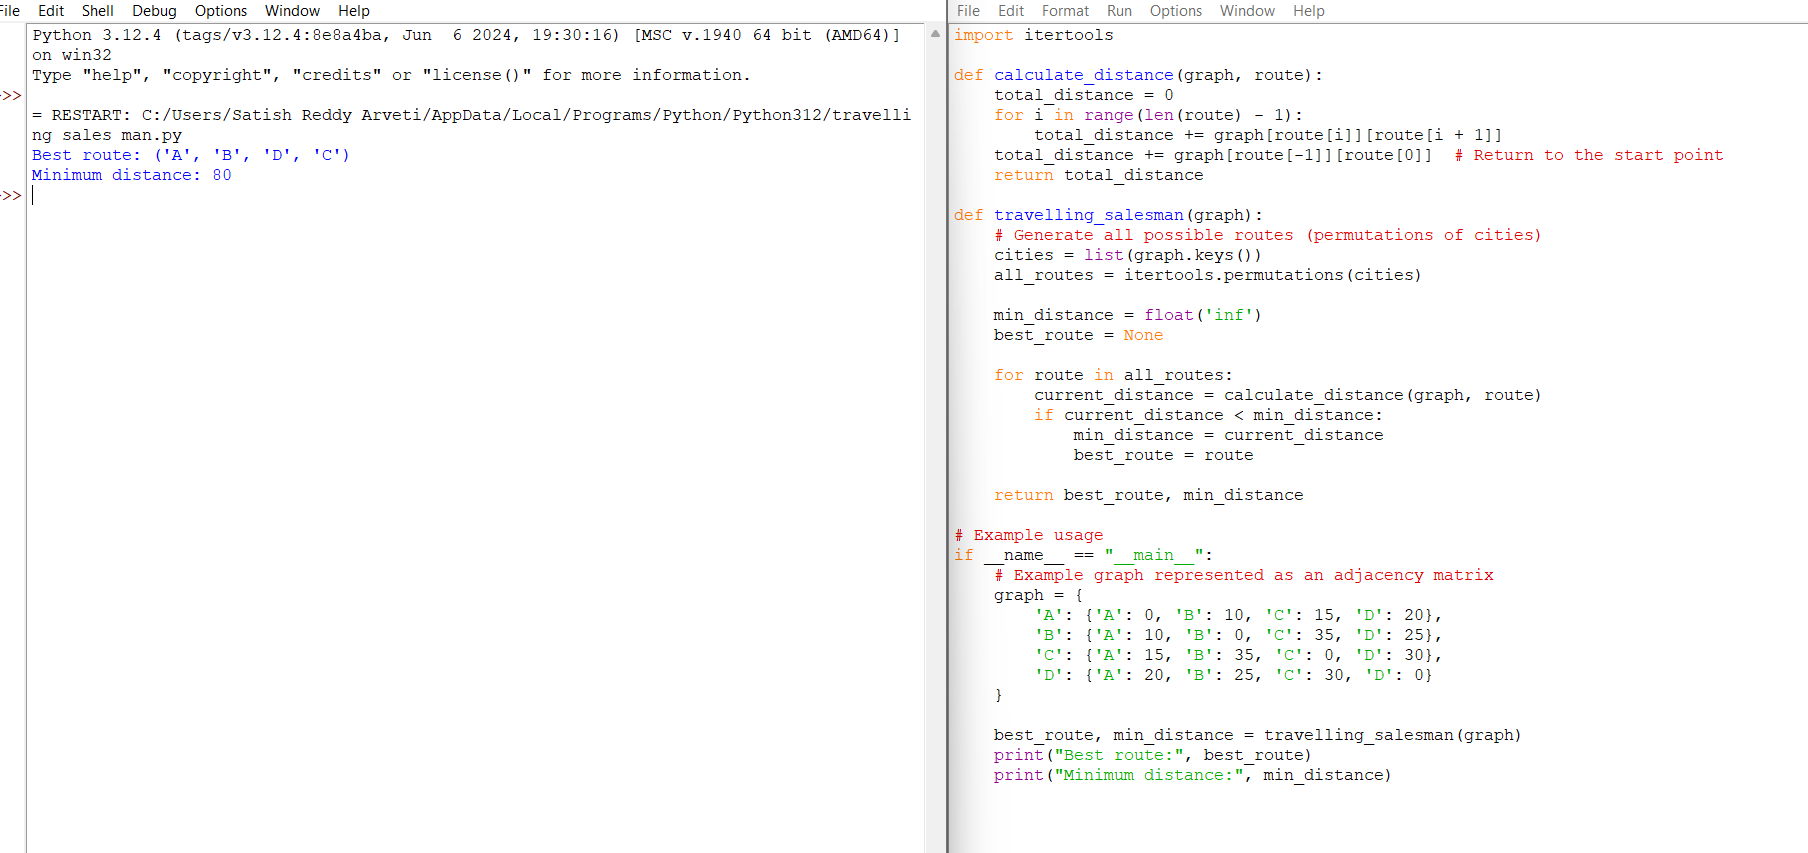 File Edit Shell Debug Options Window Help
Python 3.12.4 (tags/v3.12.4:8e8a4ba, Jun  6 2024, 19:30:16) [MSC v.1940 64 bit (AMD64)]
on win32
Type "help", "copyright", "credits" or "license()" for more information.
>>
= RESTART: C:/Users/Satish Reddy Arveti/AppData/Local/Programs/Python/Python312/travelli
ng sales man.py
Best route: ('A', 'B', 'D', 'C')
Minimum distance: 80
>>
File Edit Format Run Options Window Help
import itertools

def calculate_distance(graph, route):
    total_distance = 0
    for i in range(len(route) - 1):
        total_distance += graph[route[i]][route[i + 1]]
    total_distance += graph[route[-1]][route[0]]  # Return to the start point
    return total_distance

def travelling_salesman(graph):
    # Generate all possible routes (permutations of cities)
    cities = list(graph.keys())
    all_routes = itertools.permutations(cities)

    min_distance = float('inf')
    best_route = None

    for route in all_routes:
        current_distance = calculate_distance(graph, route)
        if current_distance < min_distance:
            min_distance = current_distance
            best_route = route

    return best_route, min_distance

# Example usage
if __name__ == "__main__":
    # Example graph represented as an adjacency matrix
    graph = {
        'A': {'A': 0, 'B': 10, 'C': 15, 'D': 20},
        'B': {'A': 10, 'B': 0, 'C': 35, 'D': 25},
        'C': {'A': 15, 'B': 35, 'C': 0, 'D': 30},
        'D': {'A': 20, 'B': 25, 'C': 30, 'D': 0}
    }

    best_route, min_distance = travelling_salesman(graph)
    print("Best route:", best_route)
    print("Minimum distance:", min_distance)